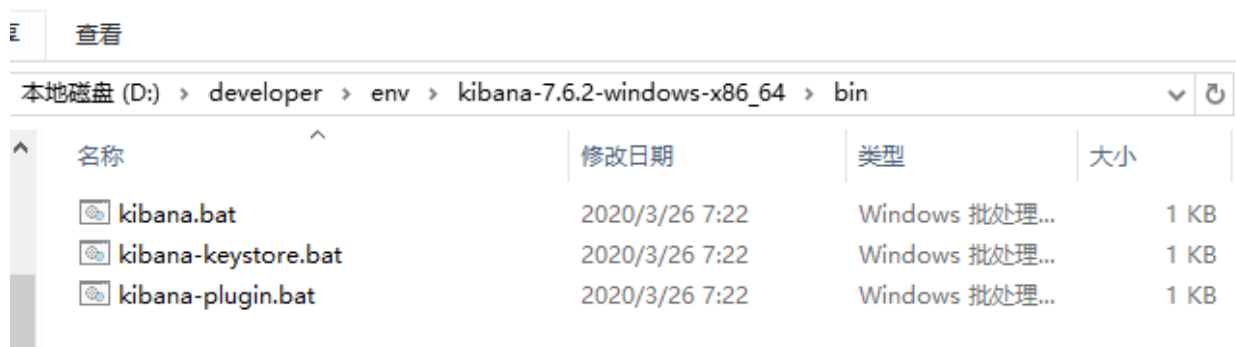 查看
本地磁盘 (D:) > developer > env > kibana-7.6.2-windows-x86_64 > bin
名称 修改日期 类型 大小
kibana.bat 2020/3/26 7:22 Windows 批处理... 1 KB
kibana-keystore.bat 2020/3/26 7:22 Windows 批处理... 1 KB
kibana-plugin.bat 2020/3/26 7:22 Windows 批处理... 1 KB